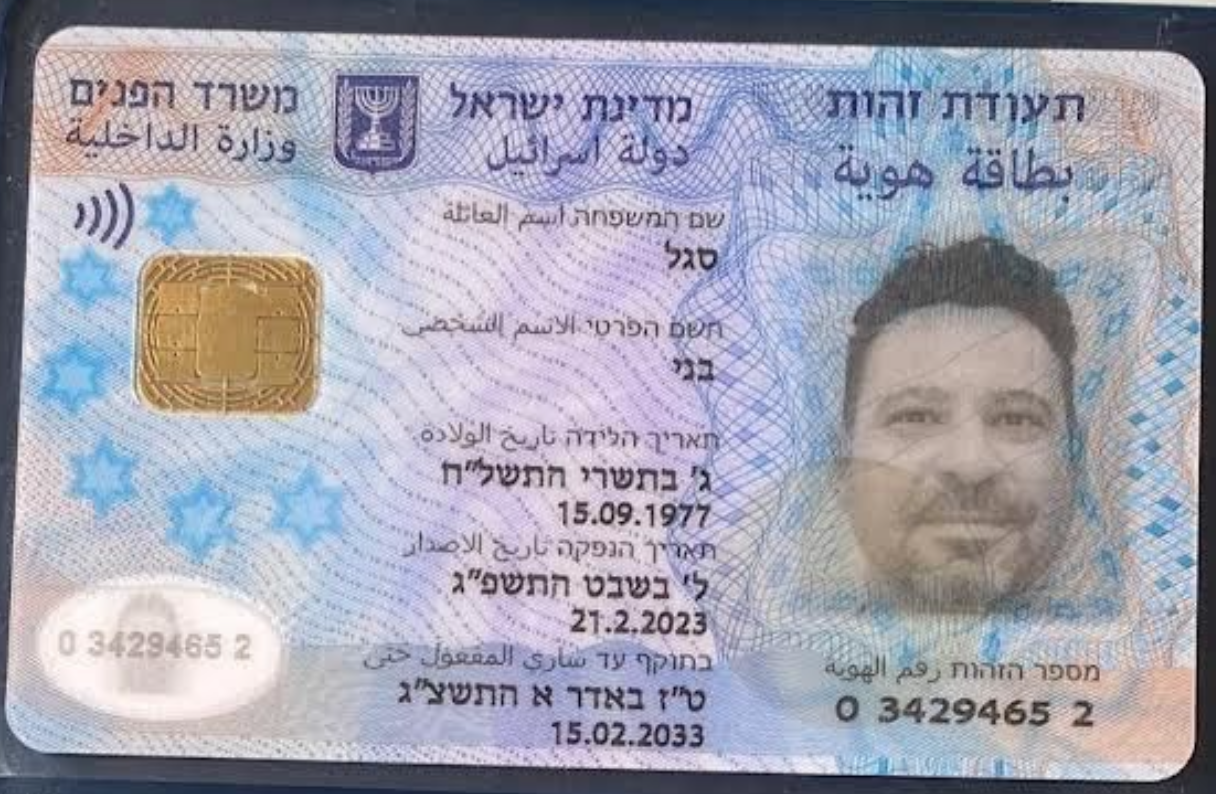 תעודת זהות
بطاقة هوية
מדינת ישראל
دولة اسرائيل
משרד הפנים
وزارة الداخلية
שם המשפחה اسم العائلة
סגל
השם הפרטי الاسم الشخصي
בני
תאריך הלידה تاريخ الولادة
ג' בתשרי התשל"ח
15.09.1977
תאריך הנפקה تاريخ الاصدار
ל' בשבט התשפ"ג
21.2.2023
בתוקף עד ساري المفعول حتى
ט"ז באדר א התשצ"ג
15.02.2033
מספר הזהות رقم الهوية
0 3429465 2
0 3429465 2